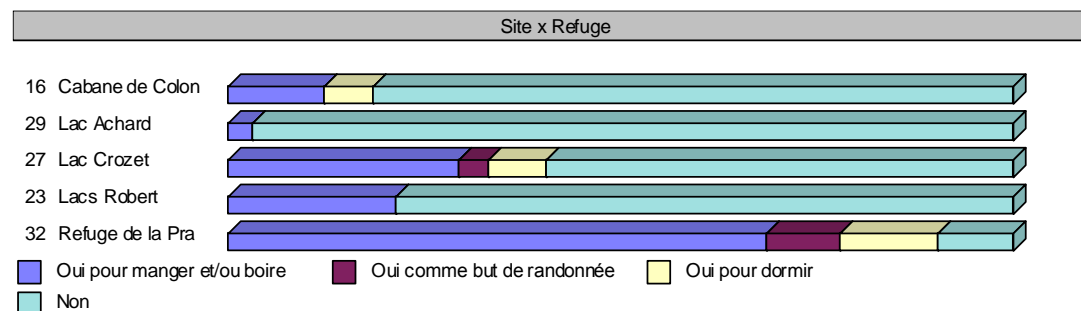 Site x Refuge
16 Cabane de Colon
29 Lac Achard
27 Lac Crozet
23 Lacs Robert
32 Refuge de la Pra
Oui pour manger et/ou boire Oui comme but de randonnée Oui pour dormir
Non